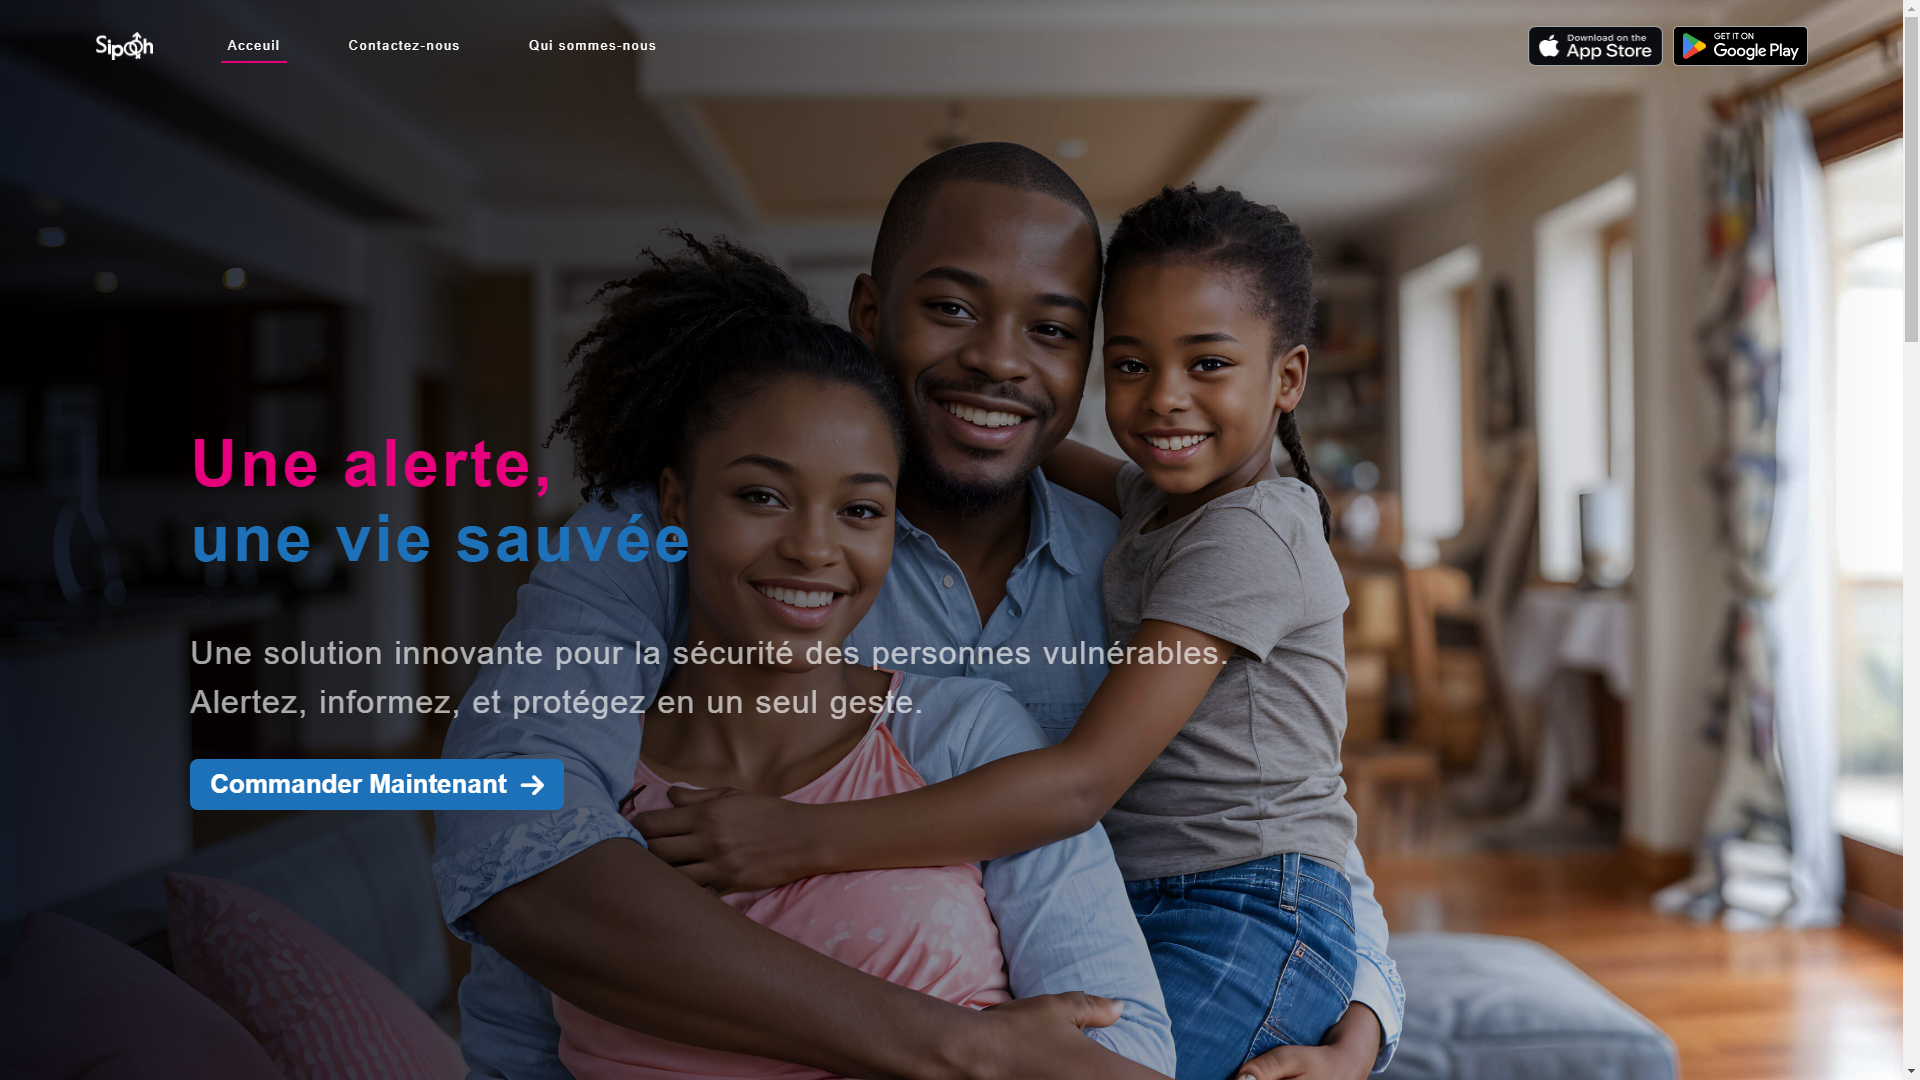 Sipooh
Acceuil
Contactez-nous
Qui sommes-nous
Download on the
App Store
GET IT ON
Google Play
Une alerte,
une vie sauvée
Une solution innovante pour la sécurité des personnes vulnérables.
Alertez, informez, et protégez en un seul geste.
Commander Maintenant